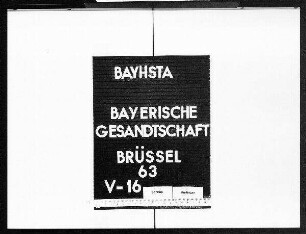 BAYHSTA
BAYERISCHE
GESANDTSCHAFT
BRÜSSEL
63
V-16